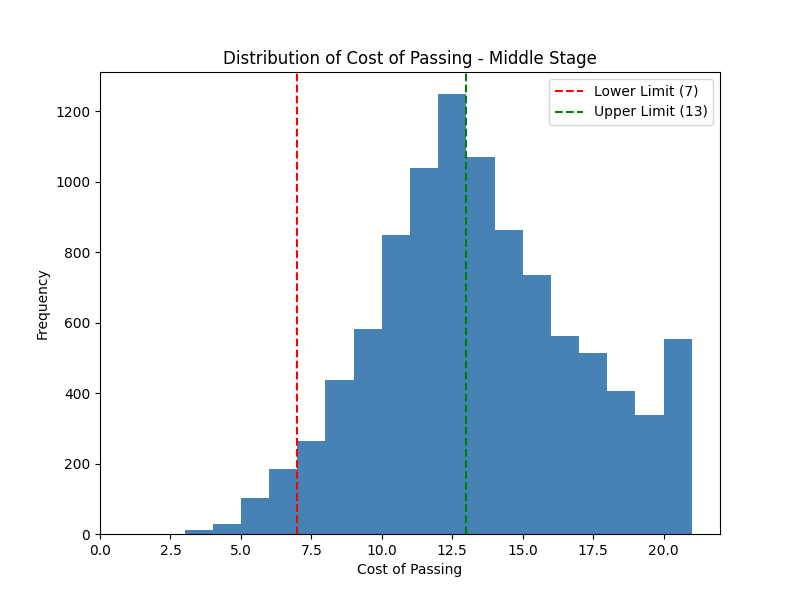 Distribution of Cost of Passing - Middle Stage
Lower Limit (7)
Upper Limit (13)
Frequency
1200
1000
800
600
400
200
0
0.0 2.5 5.0 7.5 10.0 12.5 15.0 17.5 20.0
Cost of Passing